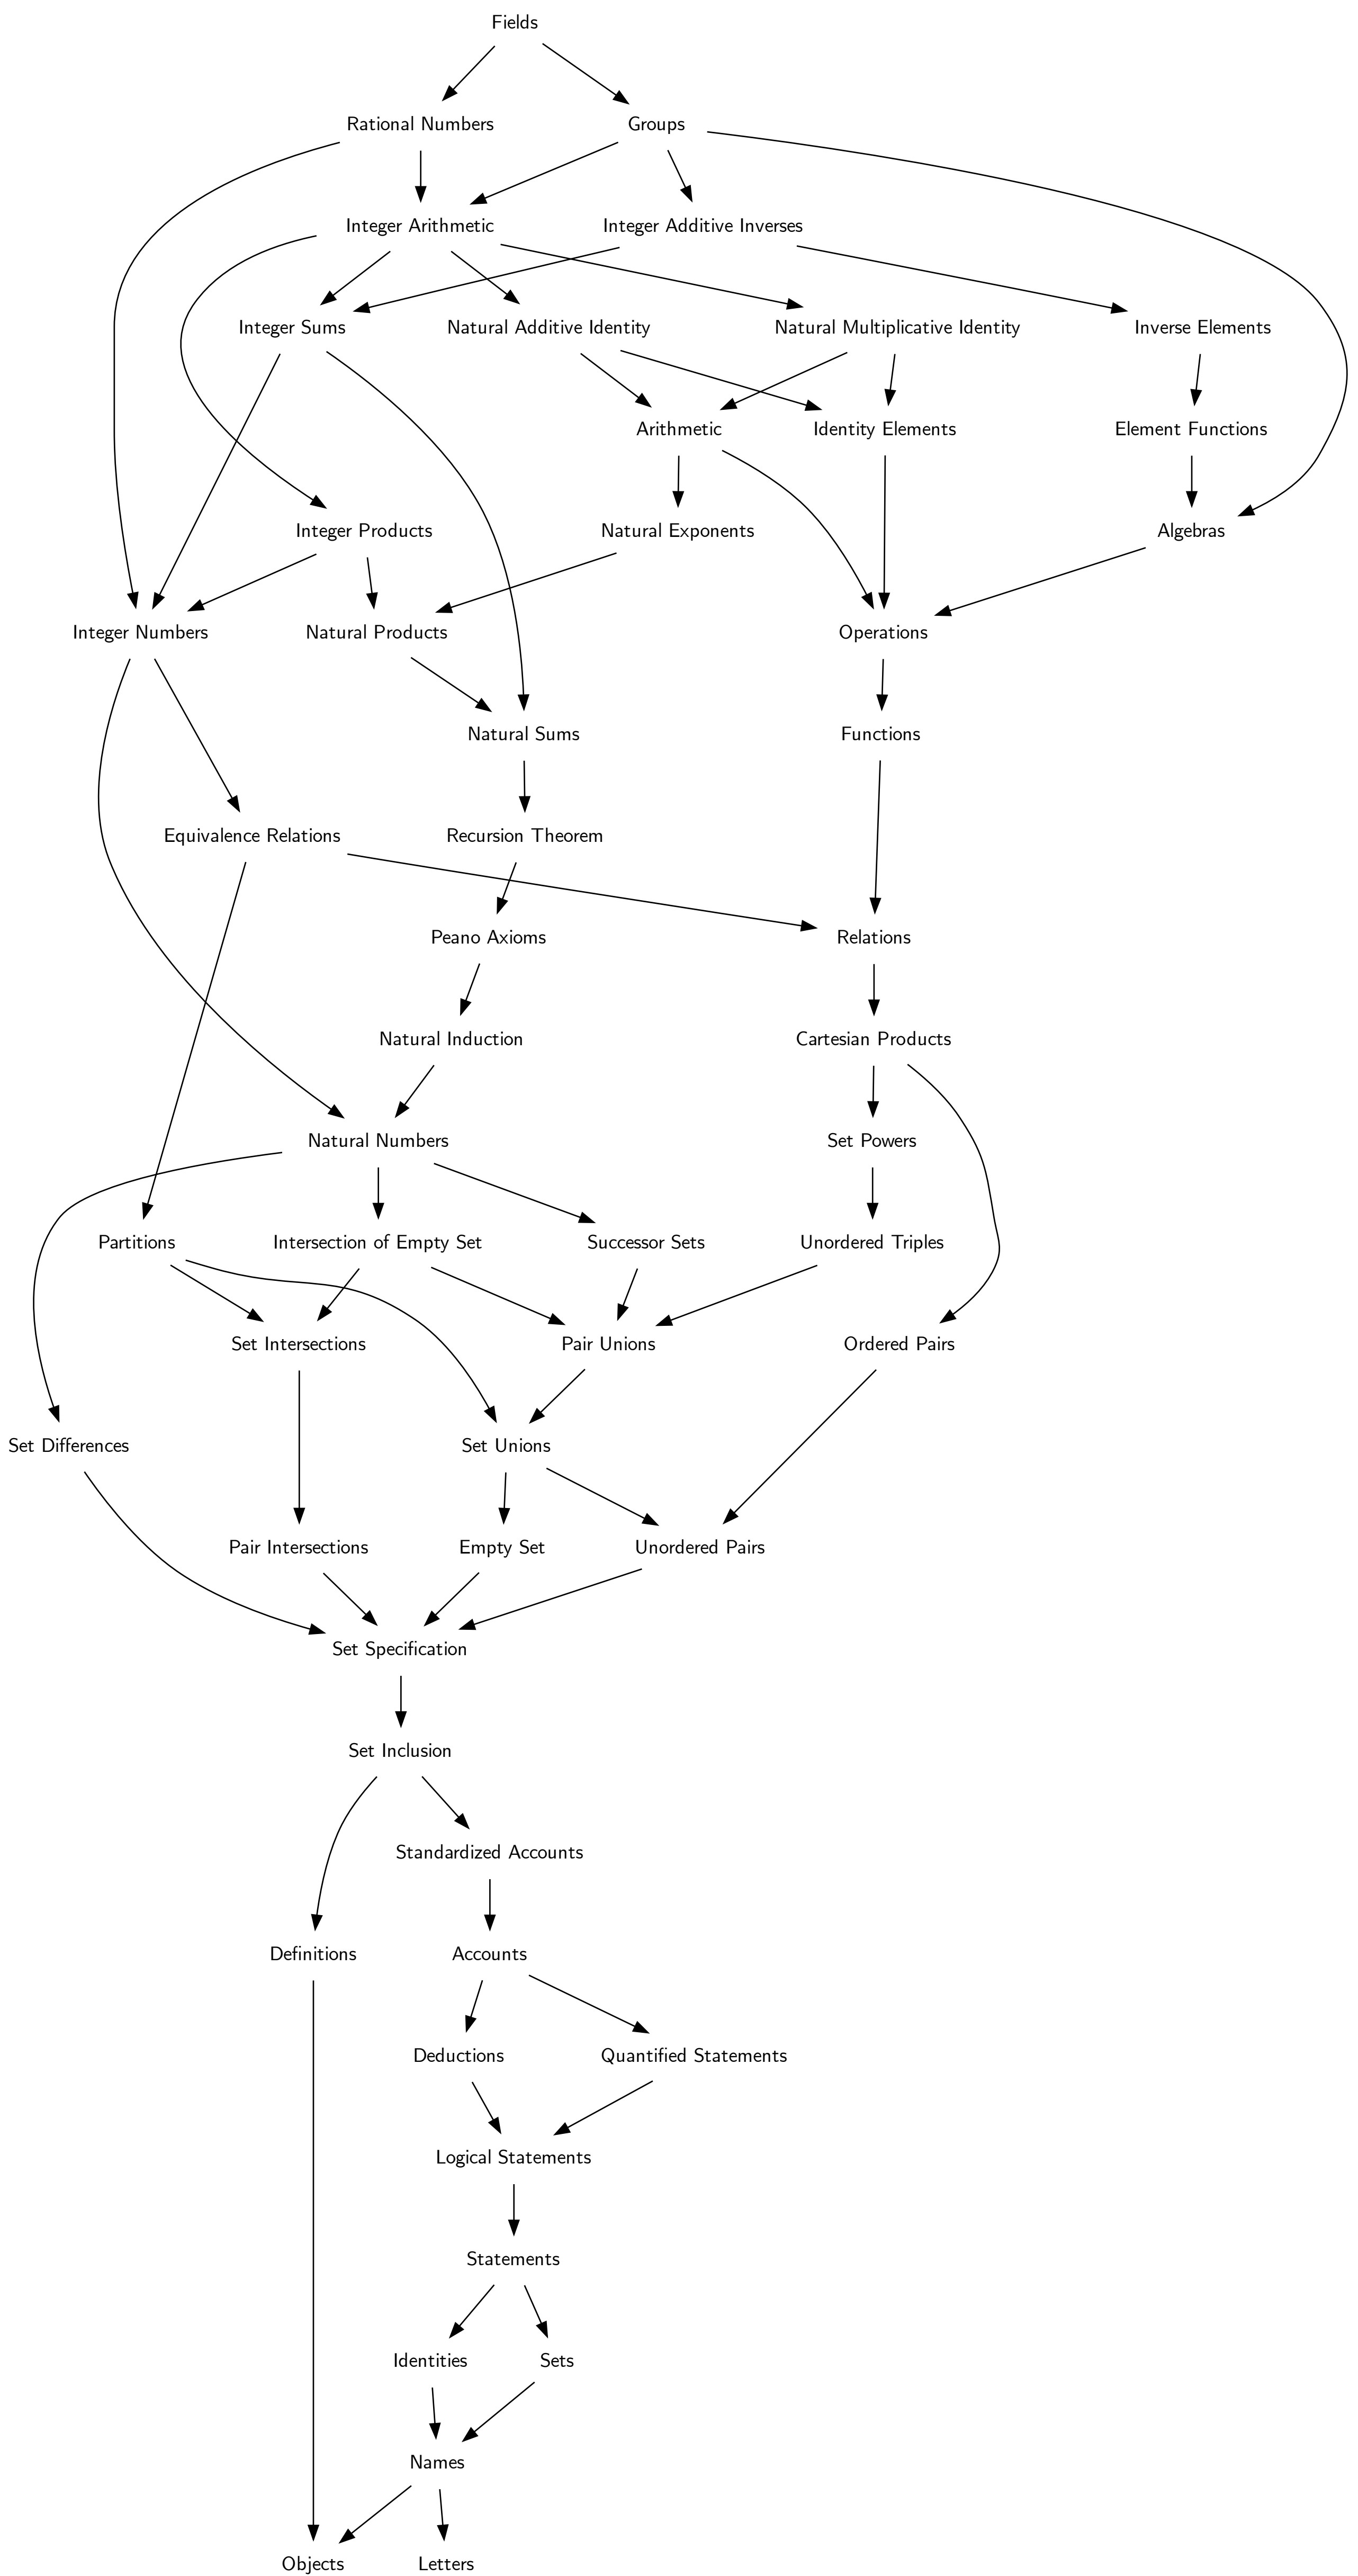 Fields
Rational Numbers
Groups
Integer Arithmetic
Integer Additive Inverses
Integer Sums
Natural Additive Identity
Natural Multiplicative Identity
Inverse Elements
Arithmetic
Identity Elements
Element Functions
Integer Products
Natural Exponents
Algebras
Integer Numbers
Natural Products
Operations
Natural Sums
Functions
Equivalence Relations
Recursion Theorem
Peano Axioms
Relations
Natural Induction
Cartesian Products
Natural Numbers
Set Powers
Partitions
Intersection of Empty Set
Successor Sets
Unordered Triples
Set Intersections
Pair Unions
Ordered Pairs
Set Differences
Set Unions
Pair Intersections
Empty Set
Unordered Pairs
Set Specification
Set Inclusion
Standardized Accounts
Definitions
Accounts
Deductions
Quantified Statements
Logical Statements
Statements
Identities
Sets
Names
Objects
Letters